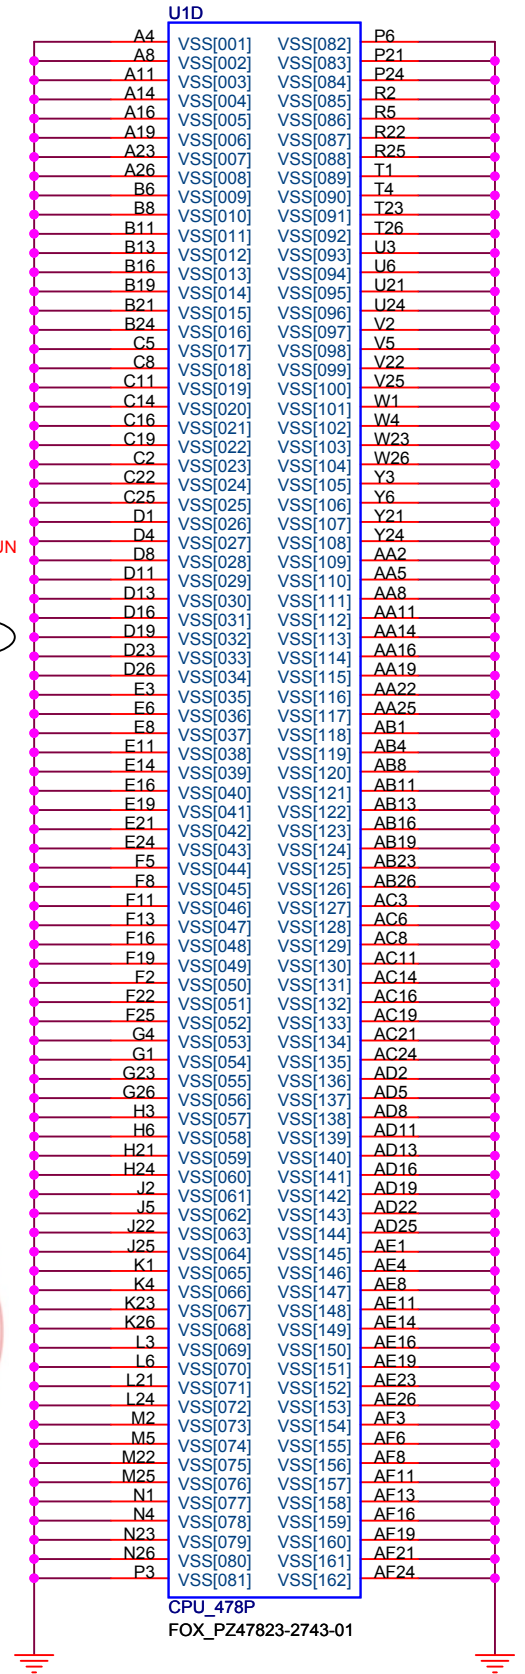 U1D
A4 VSS[001] VSS[082] P6
A8 VSS[002] VSS[083] P21
A11 VSS[003] VSS[084] P24
A14 VSS[004] VSS[085] R2
A16 VSS[005] VSS[086] R5
A19 VSS[006] VSS[087] R22
A23 VSS[007] VSS[088] R25
A26 VSS[008] VSS[089] T1
B6 VSS[009] VSS[090] T4
B8 VSS[010] VSS[091] T23
B11 VSS[011] VSS[092] T26
B13 VSS[012] VSS[093] U3
B16 VSS[013] VSS[094] U6
B19 VSS[014] VSS[095] U21
B21 VSS[015] VSS[096] U24
B24 VSS[016] VSS[097] V2
C5 VSS[017] VSS[098] V5
C8 VSS[018] VSS[099] V22
C11 VSS[019] VSS[100] V25
C14 VSS[020] VSS[101] W1
C16 VSS[021] VSS[102] W4
C19 VSS[022] VSS[103] W23
C2 VSS[023] VSS[104] W26
C22 VSS[024] VSS[105] Y3
C25 VSS[025] VSS[106] Y6
D1 VSS[026] VSS[107] Y21
D4 VSS[027] VSS[108] Y24
D8 VSS[028] VSS[109] AA2
D11 VSS[029] VSS[110] AA5
D13 VSS[030] VSS[111] AA8
D16 VSS[031] VSS[112] AA11
D19 VSS[032] VSS[113] AA14
D23 VSS[033] VSS[114] AA16
D26 VSS[034] VSS[115] AA19
E3 VSS[035] VSS[116] AA22
E6 VSS[036] VSS[117] AA25
E8 VSS[037] VSS[118] AB1
E11 VSS[038] VSS[119] AB4
E14 VSS[039] VSS[120] AB8
E16 VSS[040] VSS[121] AB11
E19 VSS[041] VSS[122] AB13
E21 VSS[042] VSS[123] AB16
E24 VSS[043] VSS[124] AB19
F5 VSS[044] VSS[125] AB23
F8 VSS[045] VSS[126] AB26
F11 VSS[046] VSS[127] AC3
F13 VSS[047] VSS[128] AC6
F16 VSS[048] VSS[129] AC8
F19 VSS[049] VSS[130] AC11
F2 VSS[050] VSS[131] AC14
F22 VSS[051] VSS[132] AC16
F25 VSS[052] VSS[133] AC19
G4 VSS[053] VSS[134] AC21
G1 VSS[054] VSS[135] AC24
G23 VSS[055] VSS[136] AD2
G26 VSS[056] VSS[137] AD5
H3 VSS[057] VSS[138] AD8
H6 VSS[058] VSS[139] AD11
H21 VSS[059] VSS[140] AD13
H24 VSS[060] VSS[141] AD16
J2 VSS[061] VSS[142] AD19
J5 VSS[062] VSS[143] AD22
J22 VSS[063] VSS[144] AD25
J25 VSS[064] VSS[145] AE1
K1 VSS[065] VSS[146] AE4
K4 VSS[066] VSS[147] AE8
K23 VSS[067] VSS[148] AE11
K26 VSS[068] VSS[149] AE14
L3 VSS[069] VSS[150] AE16
L6 VSS[070] VSS[151] AE19
L21 VSS[071] VSS[152] AE23
L24 VSS[072] VSS[153] AE26
M2 VSS[073] VSS[154] AF3
M5 VSS[074] VSS[155] AF6
M22 VSS[075] VSS[156] AF8
M25 VSS[076] VSS[157] AF11
N1 VSS[077] VSS[158] AF13
N4 VSS[078] VSS[159] AF16
N23 VSS[079] VSS[160] AF19
N26 VSS[080] VSS[161] AF21
P3 VSS[081] VSS[162] AF24
CPU_478P
FOX_PZ47823-2743-01